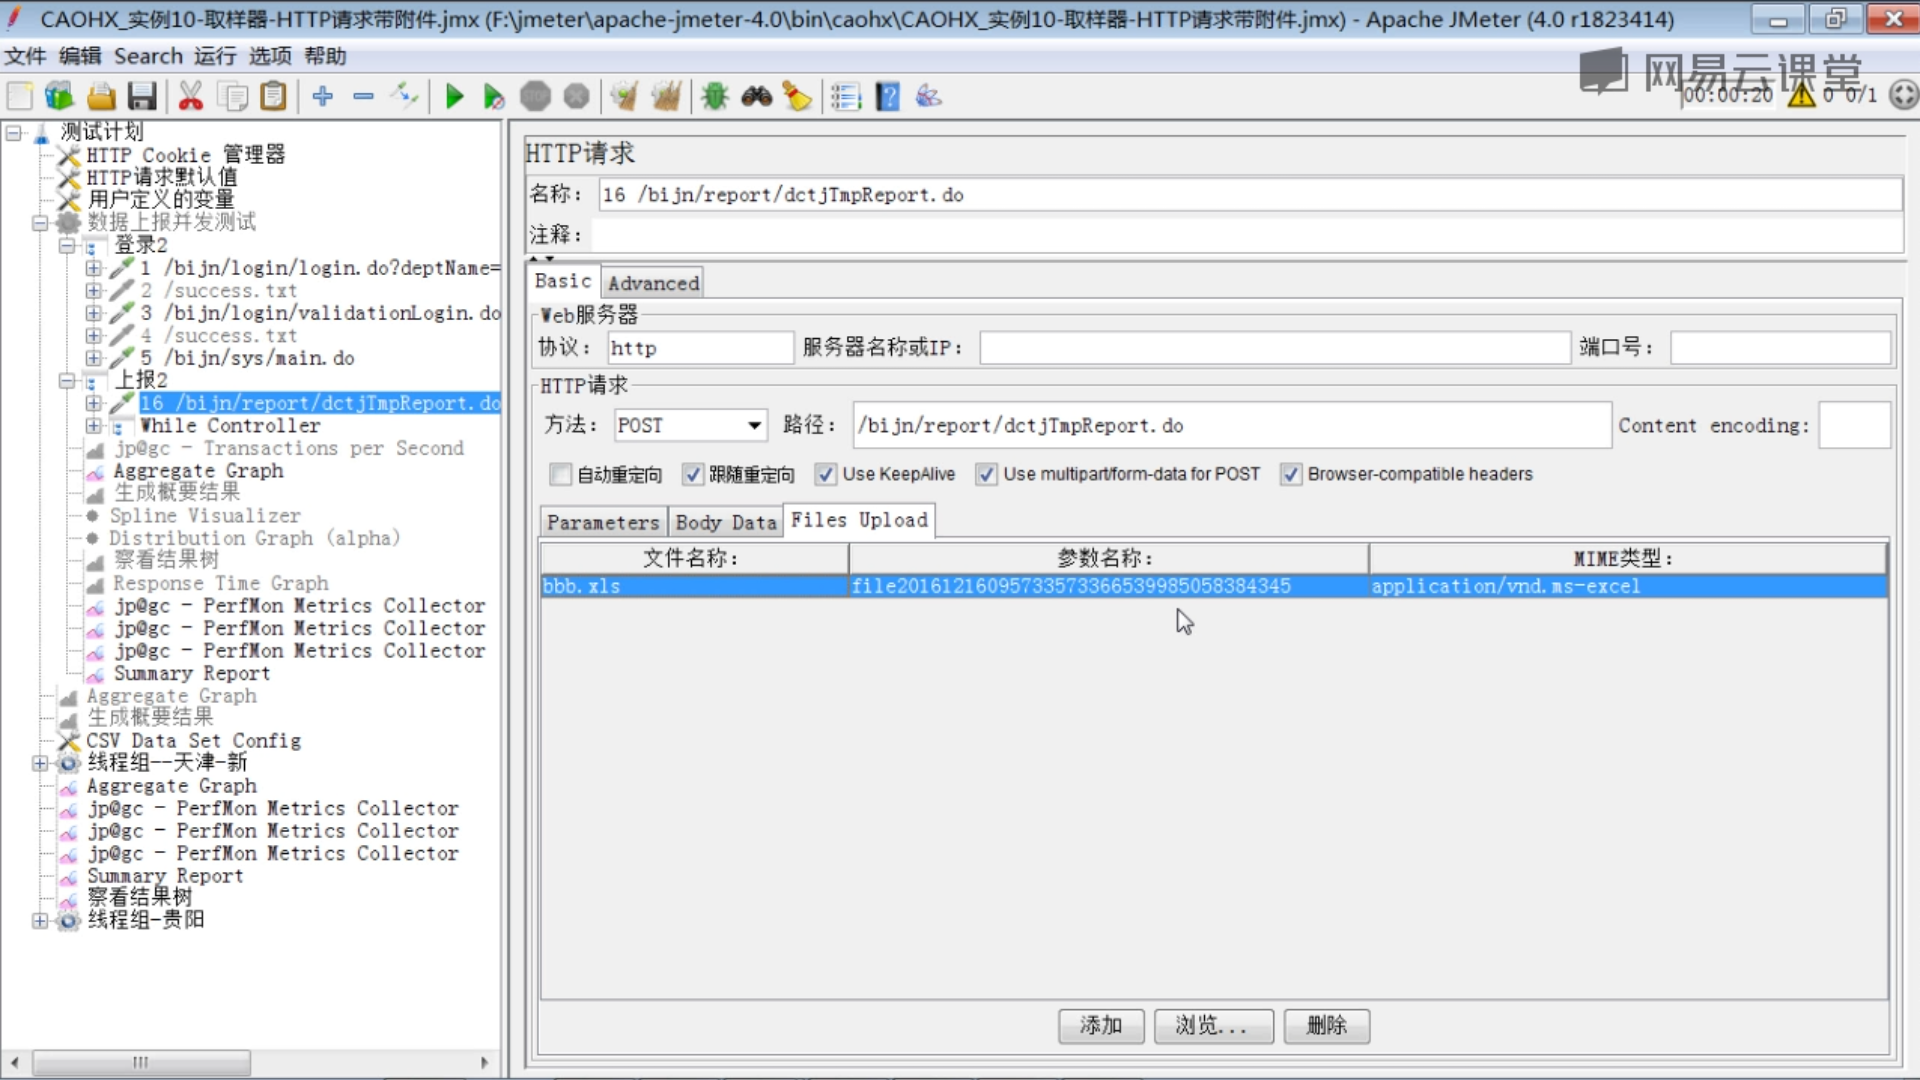 CAOHX_实例10-取样器-HTTP请求带附件.jmx (F:\jmeter\apache-jmeter-4.0\bin\caohx\CAOHX_实例10-取样器-HTTP请求带附件.jmx) - Apache JMeter (4.0 r1823414)
文件 编辑 Search 运行 选项 帮助
网易云课堂
00:00:20 0 0/1
测试计划
HTTP Cookie 管理器
HTTP请求默认值
用户定义的变量
数据上报并发测试
登录2
1 /bijn/login/login.do?deptName=
2 /success.txt
3 /bijn/login/validationLogin.do
4 /success.txt
5 /bijn/sys/main.do
上报2
16 /bijn/report/dctjTmpReport.do
While Controller
jp@gc - Transactions per Second
Aggregate Graph
生成概要结果
Spline Visualizer
Distribution Graph (alpha)
察看结果树
Response Time Graph
jp@gc - PerfMon Metrics Collector
jp@gc - PerfMon Metrics Collector
jp@gc - PerfMon Metrics Collector
Summary Report
Aggregate Graph
生成概要结果
CSV Data Set Config
线程组--天津-新
Aggregate Graph
jp@gc - PerfMon Metrics Collector
jp@gc - PerfMon Metrics Collector
jp@gc - PerfMon Metrics Collector
Summary Report
察看结果树
线程组-贵阳
HTTP请求
名称： 16 /bijn/report/dctjTmpReport.do
注释：
Basic Advanced
Web服务器
协议： http 服务器名称或IP： 端口号：
HTTP请求
方法： POST 路径： /bijn/report/dctjTmpReport.do Content encoding:
自动重定向 跟随重定向 Use KeepAlive Use multipart/form-data for POST Browser-compatible headers
Parameters Body Data Files Upload
文件名称： 参数名称： MIME类型：
bbb.xls file20161216095733573366539985058384345 application/vnd.ms-excel
添加 浏览... 删除